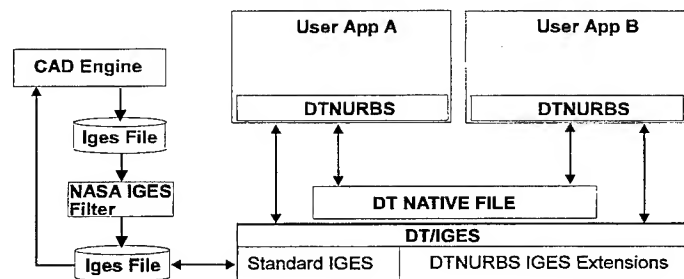 User App A
User App B
CAD Engine
DTNURBS
DTNURBS
Iges File
NASA IGES
Filter
DT NATIVE FILE
DT/IGES
Iges File
Standard IGES
DTNURBS IGES Extensions